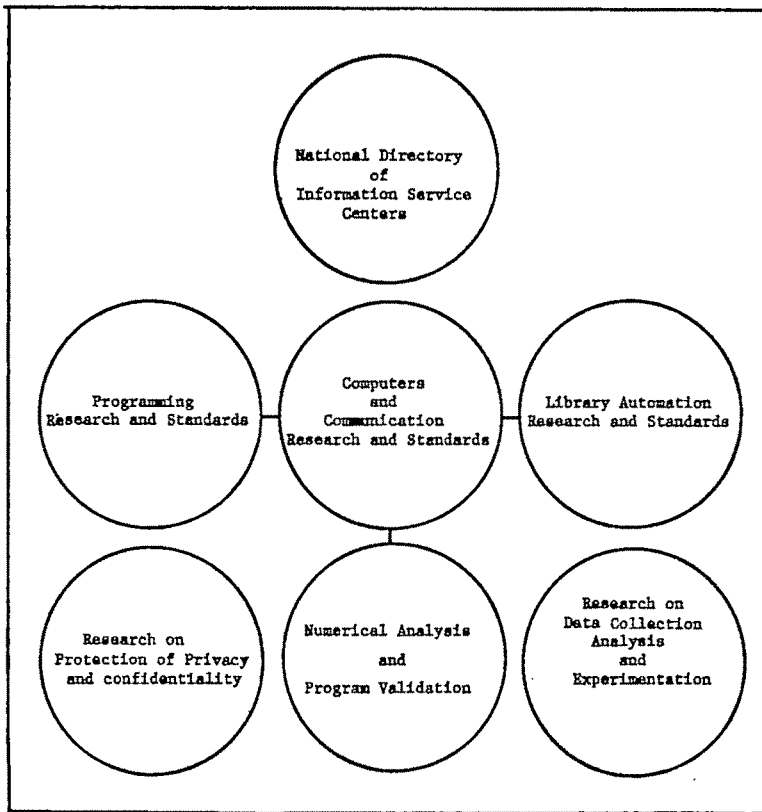 National Directory
of
Information Service
Centers
Programming
Research and Standards
Computers
and
Communication
Research and Standards
Library Automation
Research and Standards
Research on
Protection of Privacy
and confidentiality
Numerical Analysis
and
Program Validation
Research on
Data Collection
Analysis
and
Experimentation